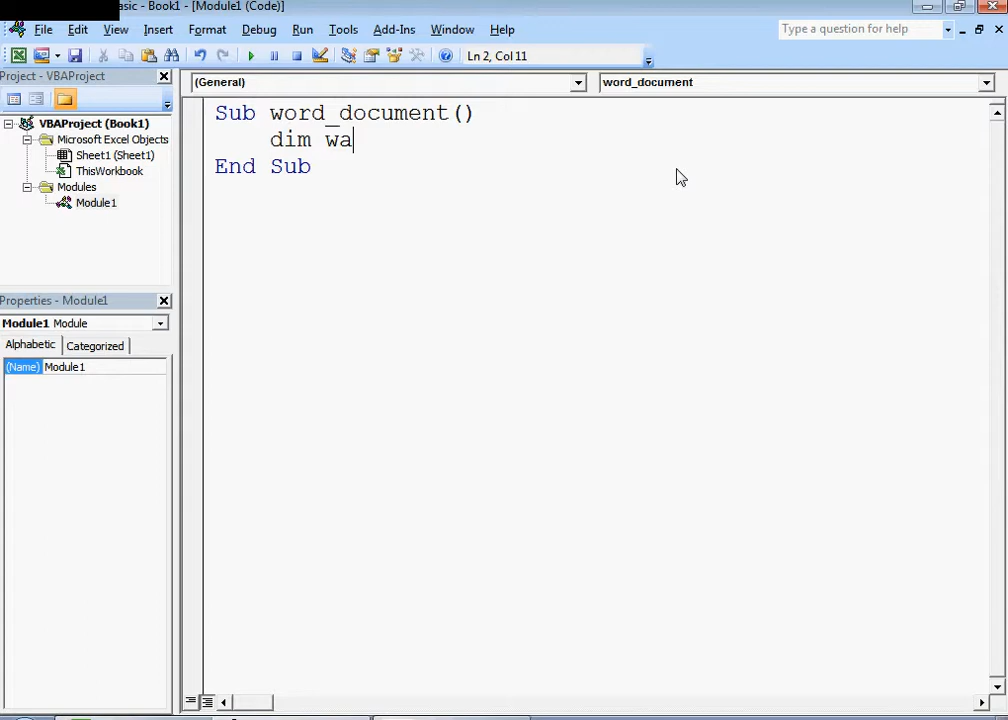 asic - Book1 - [Module1 (Code)]
File Edit View Insert Format Debug Run Tools Add-Ins Window Help
Type a question for help
Ln 2, Col 11
Project - VBAProject
(General)
word_document
VBAProject (Book1)
Microsoft Excel Objects
Sheet1 (Sheet1)
ThisWorkbook
Modules
Module1
Sub word_document()
dim wa
End Sub
Properties - Module1
Module1 Module
Alphabetic Categorized
(Name) Module1